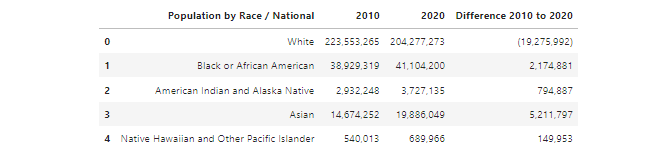 Population by Race / National 2010 2020 Difference 2010 to 2020
0 White 223,553,265 204,277,273 (19,275,992)
1 Black or African American 38,929,319 41,104,200 2,174,881
2 American Indian and Alaska Native 2,932,248 3,727,135 794,887
3 Asian 14,674,252 19,886,049 5,211,797
4 Native Hawaiian and Other Pacific Islander 540,013 689,966 149,953